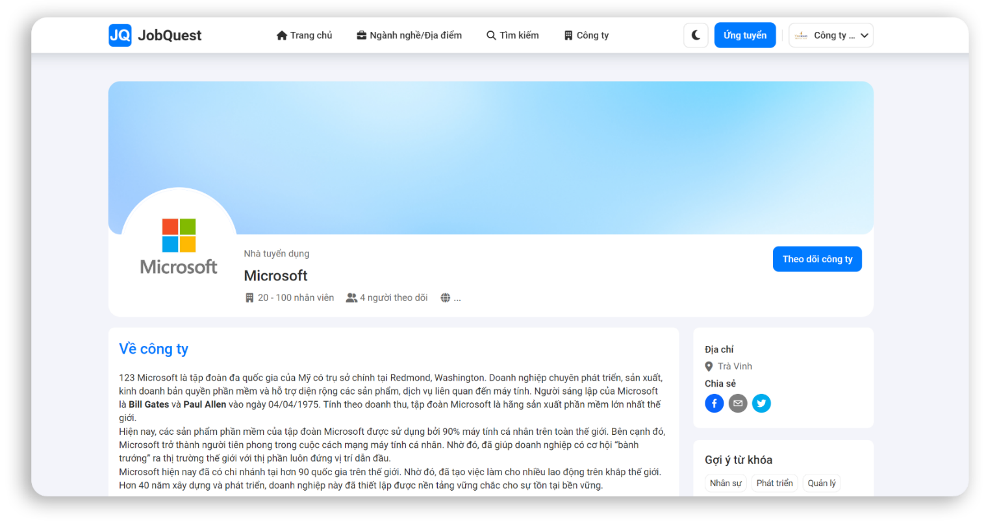 JQ JobQuest Trang chủ Ngành nghề/Địa điểm Tìm kiếm Công ty Ứng tuyển Công ty ...
Microsoft
Nhà tuyển dụng
Microsoft
20 - 100 nhân viên 4 người theo dõi ...
Theo dõi công ty
Về công ty
123 Microsoft là tập đoàn đa quốc gia của Mỹ có trụ sở chính tại Redmond, Washington. Doanh nghiệp chuyên phát triển, sản xuất,
kinh doanh bản quyền phần mềm và hỗ trợ diện rộng các sản phẩm, dịch vụ liên quan đến máy tính. Người sáng lập của Microsoft
là Bill Gates và Paul Allen vào ngày 04/04/1975. Tính theo doanh thu, tập đoàn Microsoft là hãng sản xuất phần mềm lớn nhất thế
giới.
Hiện nay, các sản phẩm phần mềm của tập đoàn Microsoft được sử dụng bởi 90% máy tính cá nhân trên toàn thế giới. Bên cạnh đó,
Microsoft trở thành người tiên phong trong cuộc cách mạng máy tính cá nhân. Nhờ đó, đã giúp doanh nghiệp có cơ hội “bành
trướng” ra thị trường thế giới với thị phần luôn đứng vị trí dẫn đầu.
Microsoft hiện nay đã có chi nhánh tại hơn 90 quốc gia trên thế giới. Nhờ đó, đã tạo việc làm cho nhiều lao động trên khắp thế giới.
Hơn 40 năm xây dựng và phát triển, doanh nghiệp này đã thiết lập được nền tảng vững chắc cho sự tồn tại bền vững.
Địa chỉ
Trà Vinh
Chia sẻ
Gợi ý từ khóa
Nhân sự Phát triển Quản lý